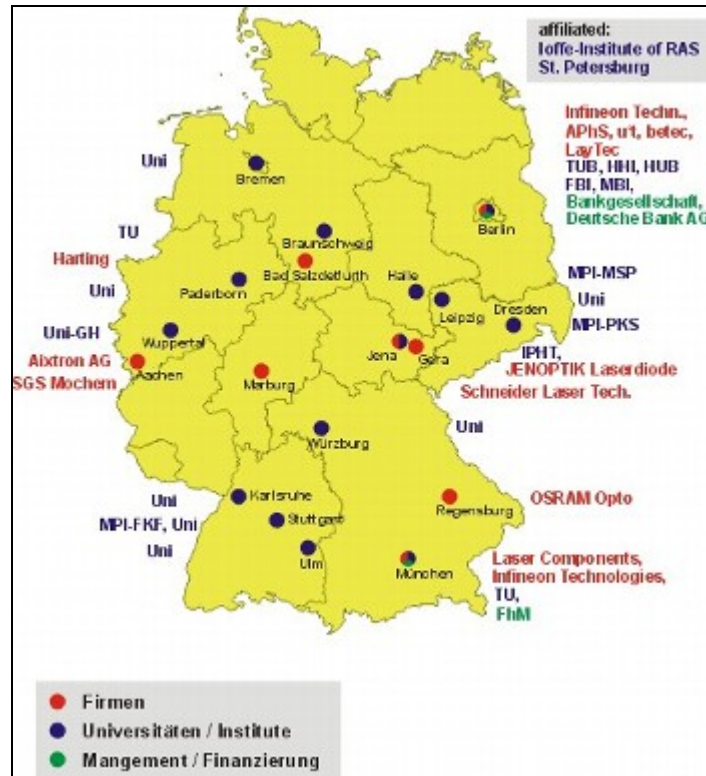 affiliated:
Ioffe-Institute of RAS
St. Petersburg
Infineon Techn.,
APhS, u²t, betec,
LayTec
TUB, HHI, HUB
FBI, MBI,
Bankgesellschaft,
Deutsche Bank AG
Uni
Bremen
Berlin
TU
Braunschweig
Harting
Bad Salzdetfurth
Halle
MPI-MSP
Uni
Paderborn
Leipzig
Dresden
Uni
MPI-PKS
Uni-GH
Wuppertal
Jena
Gera
IPHT,
JENOPTIK Laserdiode
Aixtron AG
Aachen
SGS Mochem
Marburg
Schneider Laser Tech.
Würzburg
Uni
Uni
Karlsruhe
Regensburg
OSRAM Opto
MPI-FKF, Uni
Stuttgart
Uni
Ulm
München
Laser Components,
Infineon Technologies,
TU,
FhM
Firmen
Universitäten / Institute
Mangement / Finanzierung